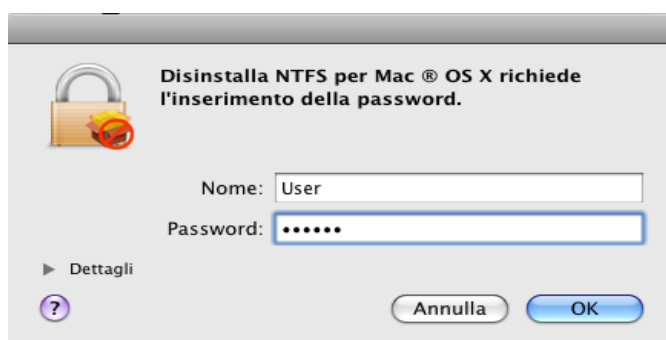 Disinstalla NTFS per Mac ® OS X richiede
l'inserimento della password.
Nome: User
Password: ••••••
Dettagli
?
Annulla
OK